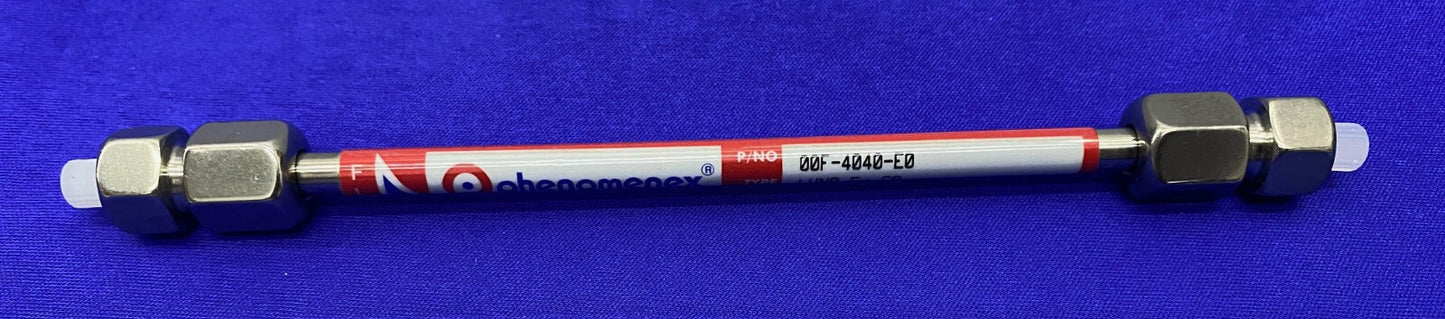 phenomenex®
P/NO 00F-4040-E0
TYPE